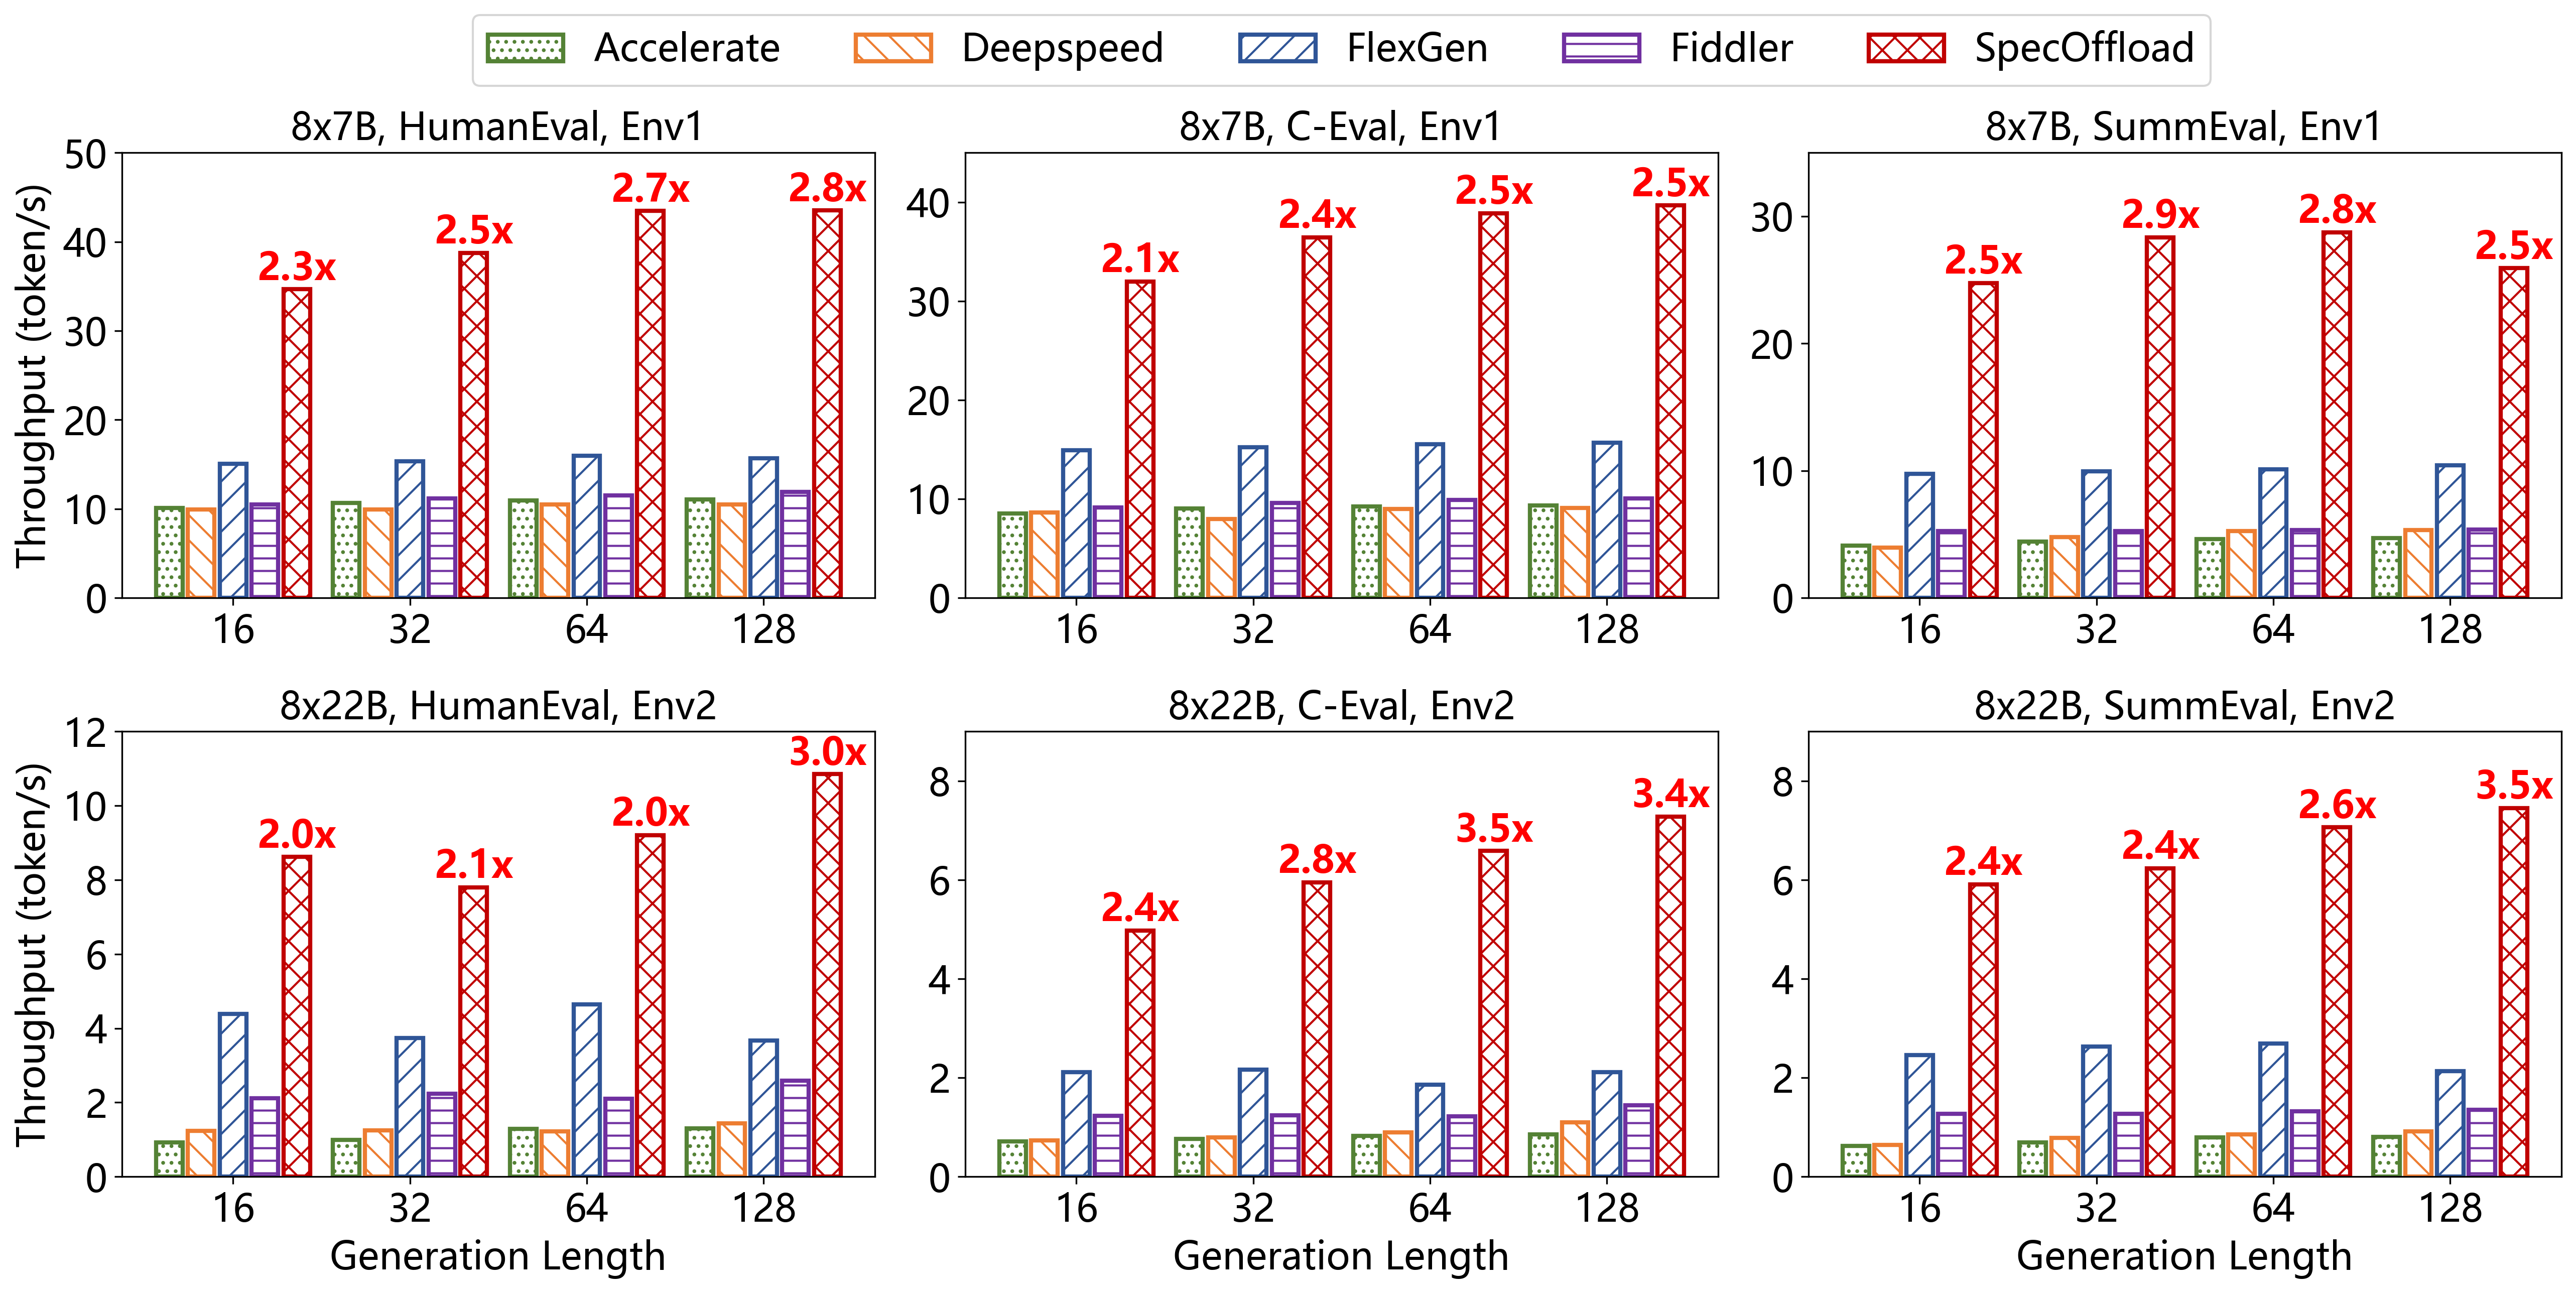 Accelerate Deepspeed FlexGen Fiddler SpecOffload
8x7B, HumanEval, Env1
Throughput (token/s)
50
40
30
20
10
0
2.3x 2.5x 2.7x 2.8x
16 32 64 128
8x7B, C-Eval, Env1
40
30
20
10
0
2.1x 2.4x 2.5x 2.5x
16 32 64 128
8x7B, SummEval, Env1
30
20
10
0
2.5x 2.9x 2.8x 2.5x
16 32 64 128
8x22B, HumanEval, Env2
Throughput (token/s)
12
10
8
6
4
2
0
2.0x 2.1x 2.0x 3.0x
16 32 64 128
Generation Length
8x22B, C-Eval, Env2
8
6
4
2
0
2.4x 2.8x 3.5x 3.4x
16 32 64 128
Generation Length
8x22B, SummEval, Env2
8
6
4
2
0
2.4x 2.4x 2.6x 3.5x
16 32 64 128
Generation Length